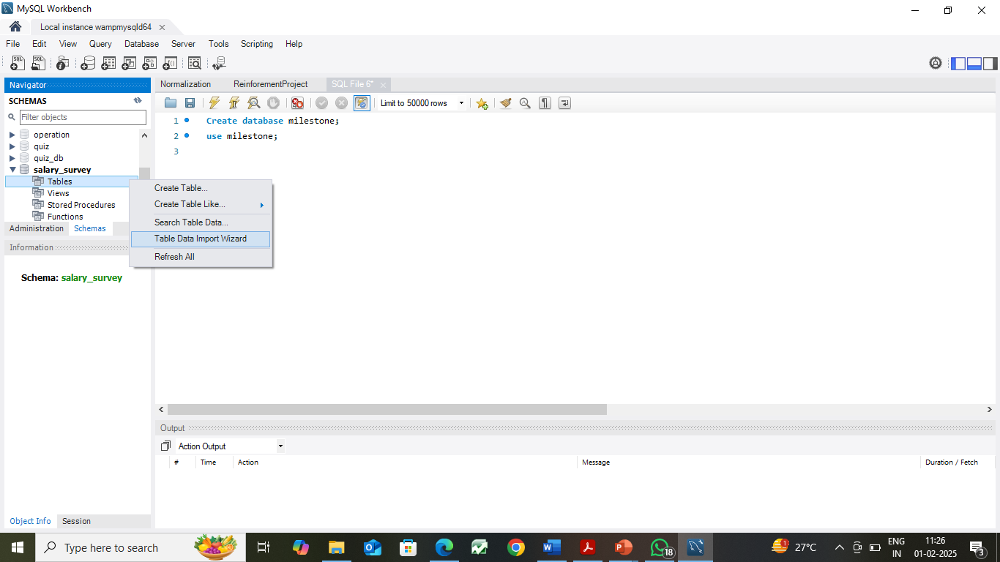 MySQL Workbench
Local instance wampmysqld64
File Edit View Query Database Server Tools Scripting Help
Navigator
SCHEMAS
Filter objects
operation
quiz
quiz_db
salary_survey
Tables
Views
Stored Procedures
Functions
Administration Schemas
Information
Schema: salary_survey
Object Info Session
Create Table...
Create Table Like...
Search Table Data...
Table Data Import Wizard
Refresh All
Normalization ReinforementProject SQL File 6*
Limit to 50000 rows
1 Create database milestone;
2 use milestone;
3
Output
Action Output
# Time Action Message Duration / Fetch
Type here to search
18
1
27°C
ENG
IN
11:26
01-02-2025
3